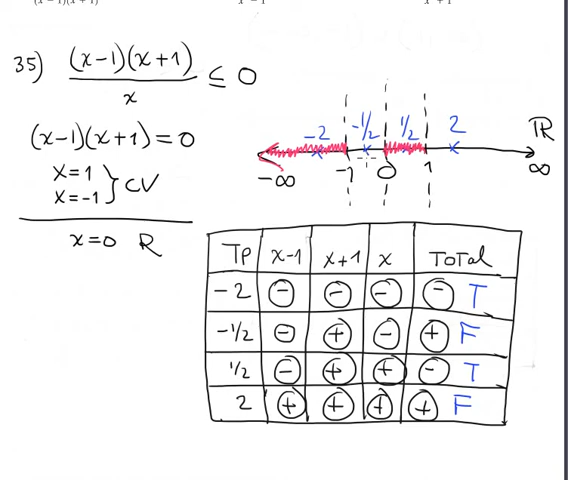 35) (x-1)(x+1)/x ≤ 0
(x-1)(x+1)=0
x=1
x=-1 } CV
x=0 R
-2 -1/2 1/2 2 ℝ
-∞ -1 0 1 ∞
TP x-1 x+1 x ToTal
-2 - - - - T
-1/2 - + - + F
1/2 - + + - T
2 + + + + F